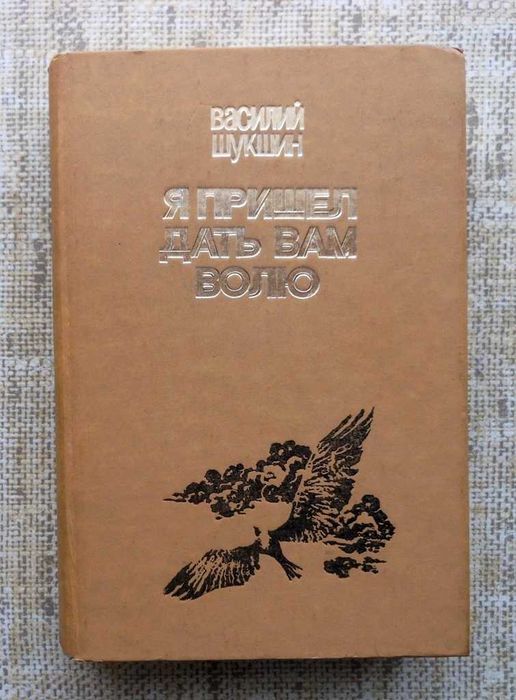 Василий
Шукшин
Я ПРИШЕЛ
ДАТЬ ВАМ
ВОЛЮ